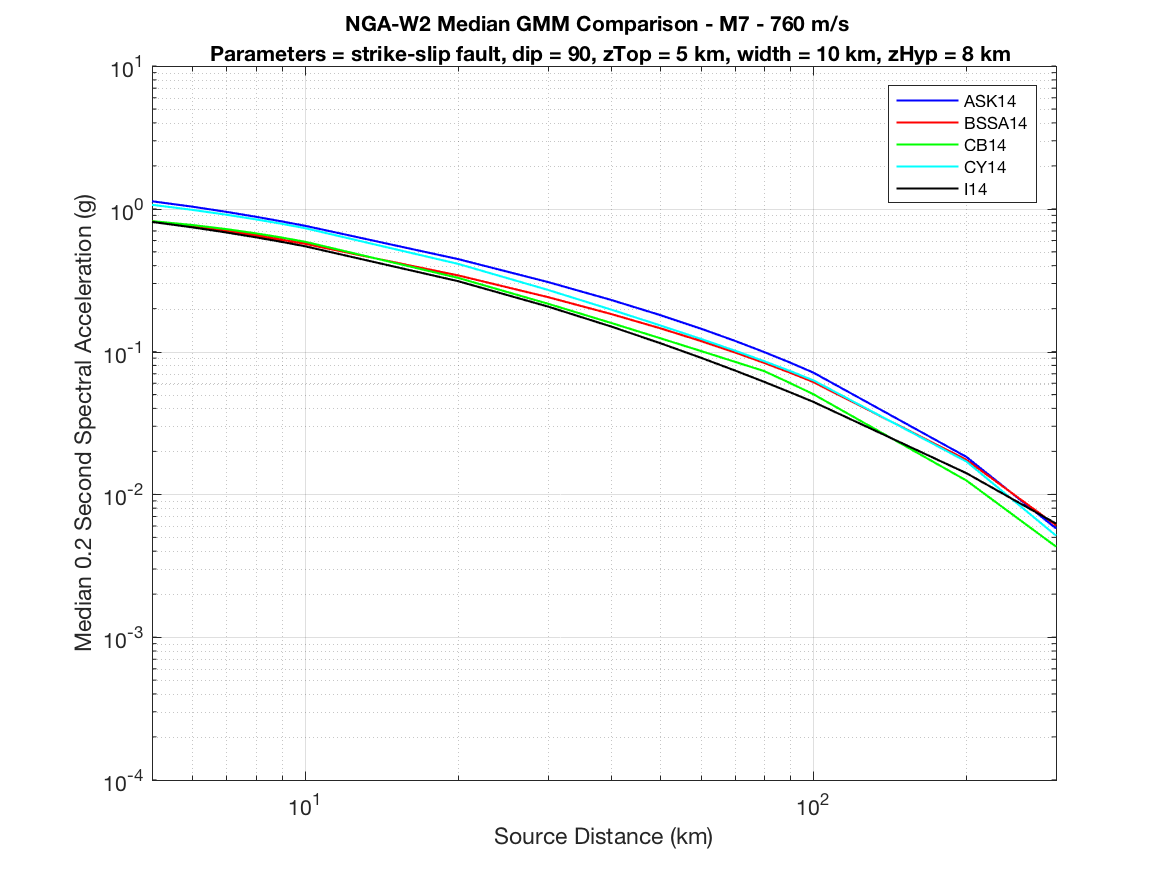 NGA-W2 Median GMM Comparison - M7 - 760 m/s
Parameters = strike-slip fault, dip = 90, zTop = 5 km, width = 10 km, zHyp = 8 km
ASK14
BSSA14
CB14
CY14
I14
Median 0.2 Second Spectral Acceleration (g)
10^1
10^0
10^-1
10^-2
10^-3
10^-4
10^1 10^2
Source Distance (km)